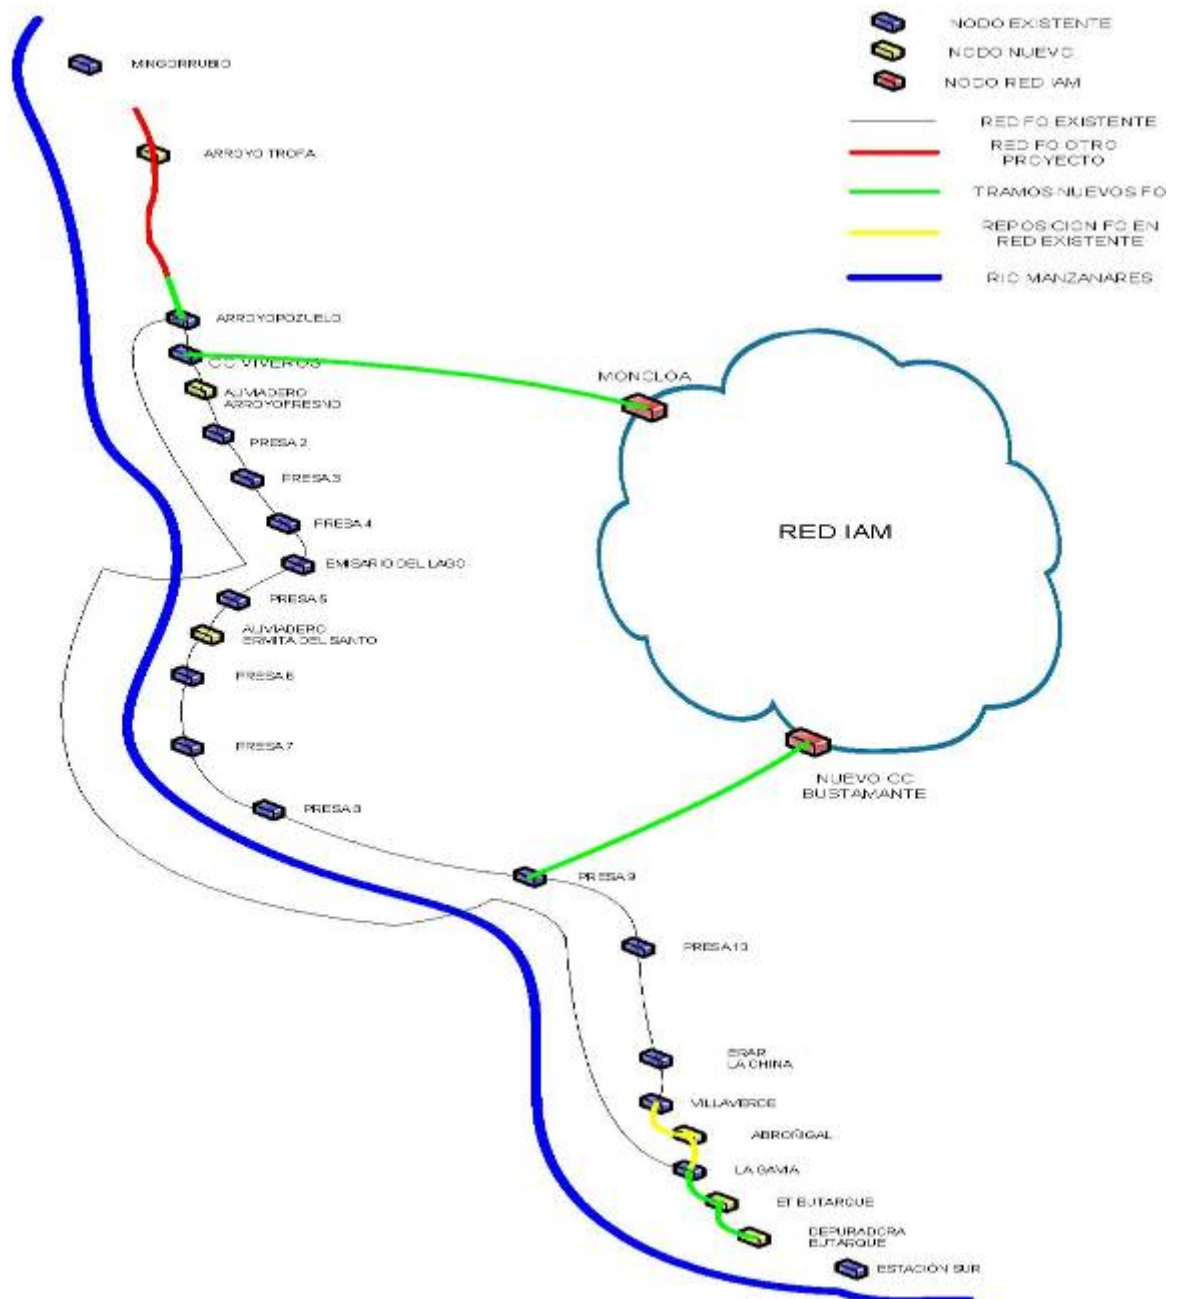 NODO EXISTENTE
NODO NUEVO
NODO RED IAM
RED FO EXISTENTE
RED FO OTRO
PROYECTO
TRAMOS NUEVOS FO
REPOSICION FO EN
RED EXISTENTE
RIO MANZANARES
MINGORRUBIO
ARROYO TROFA
ARROYOPOZUELO
CC VIVEROS
ALIVIADERO
ARROYOFRESNO
PRESA 2
PRESA 3
PRESA 4
EMISARIO DEL LAGO
PRESA 5
ALIVIADERO
ERMITA DEL SANTO
PRESA 6
PRESA 7
PRESA 8
MONCLOA
RED IAM
NUEVO CC
BUSTAMANTE
PRESA 9
PRESA 10
ERAR
LA CHINA
VILLAVERDE
ABROÑIGAL
LA GAVIA
ET BUTARQUE
DEPURADORA
BUTARQUE
ESTACIÓN SUR